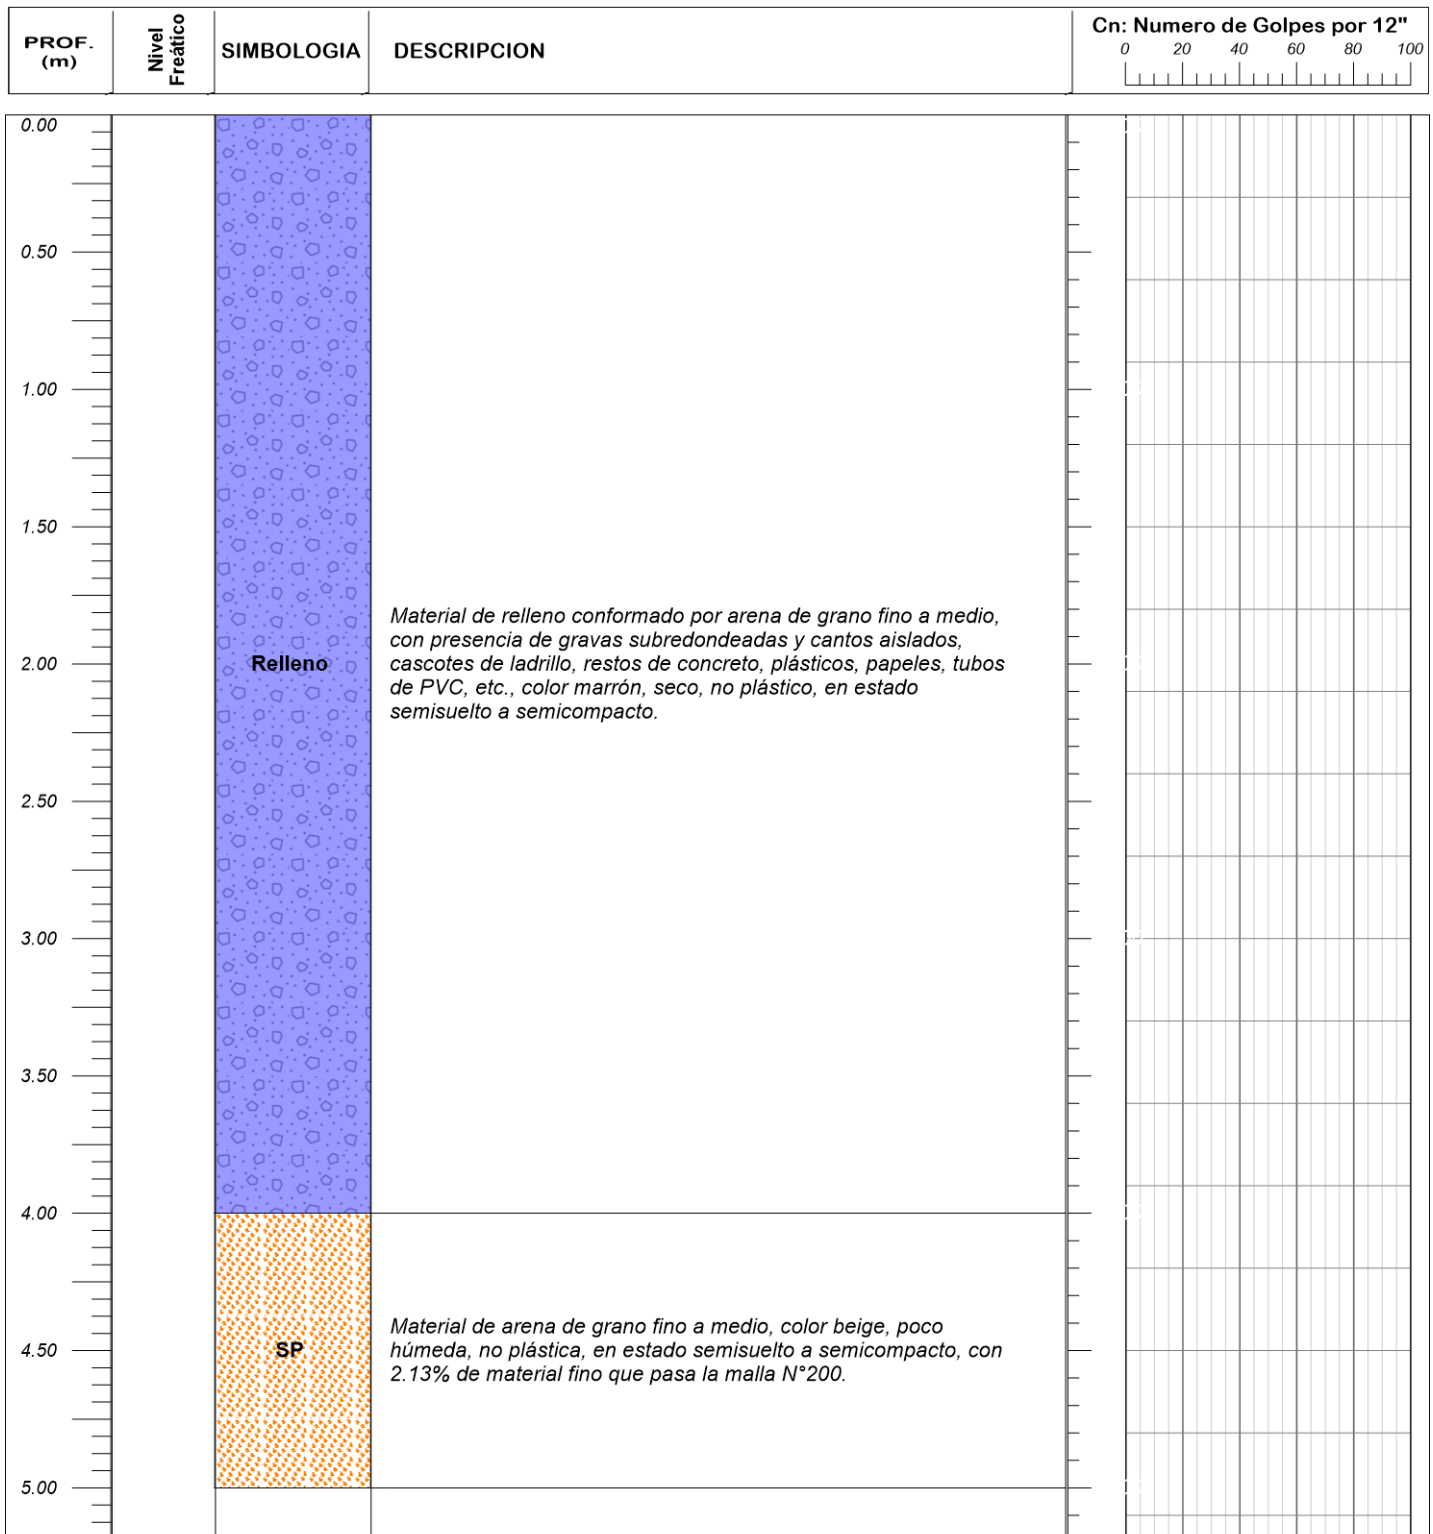 PROF.
(m)
Nivel
Freático
SIMBOLOGIA
DESCRIPCION
Cn: Numero de Golpes por 12"
0 20 40 60 80 100
0.00
0.50
1.00
1.50
Material de relleno conformado por arena de grano fino a medio,
con presencia de gravas subredondeadas y cantos aislados,
2.00
Relleno
cascotes de ladrillo, restos de concreto, plásticos, papeles, tubos
de PVC, etc., color marrón, seco, no plástico, en estado
semisuelto a semicompacto.
2.50
3.00
3.50
4.00
Material de arena de grano fino a medio, color beige, poco
4.50
SP
húmeda, no plástica, en estado semisuelto a semicompacto, con
2.13% de material fino que pasa la malla N°200.
5.00